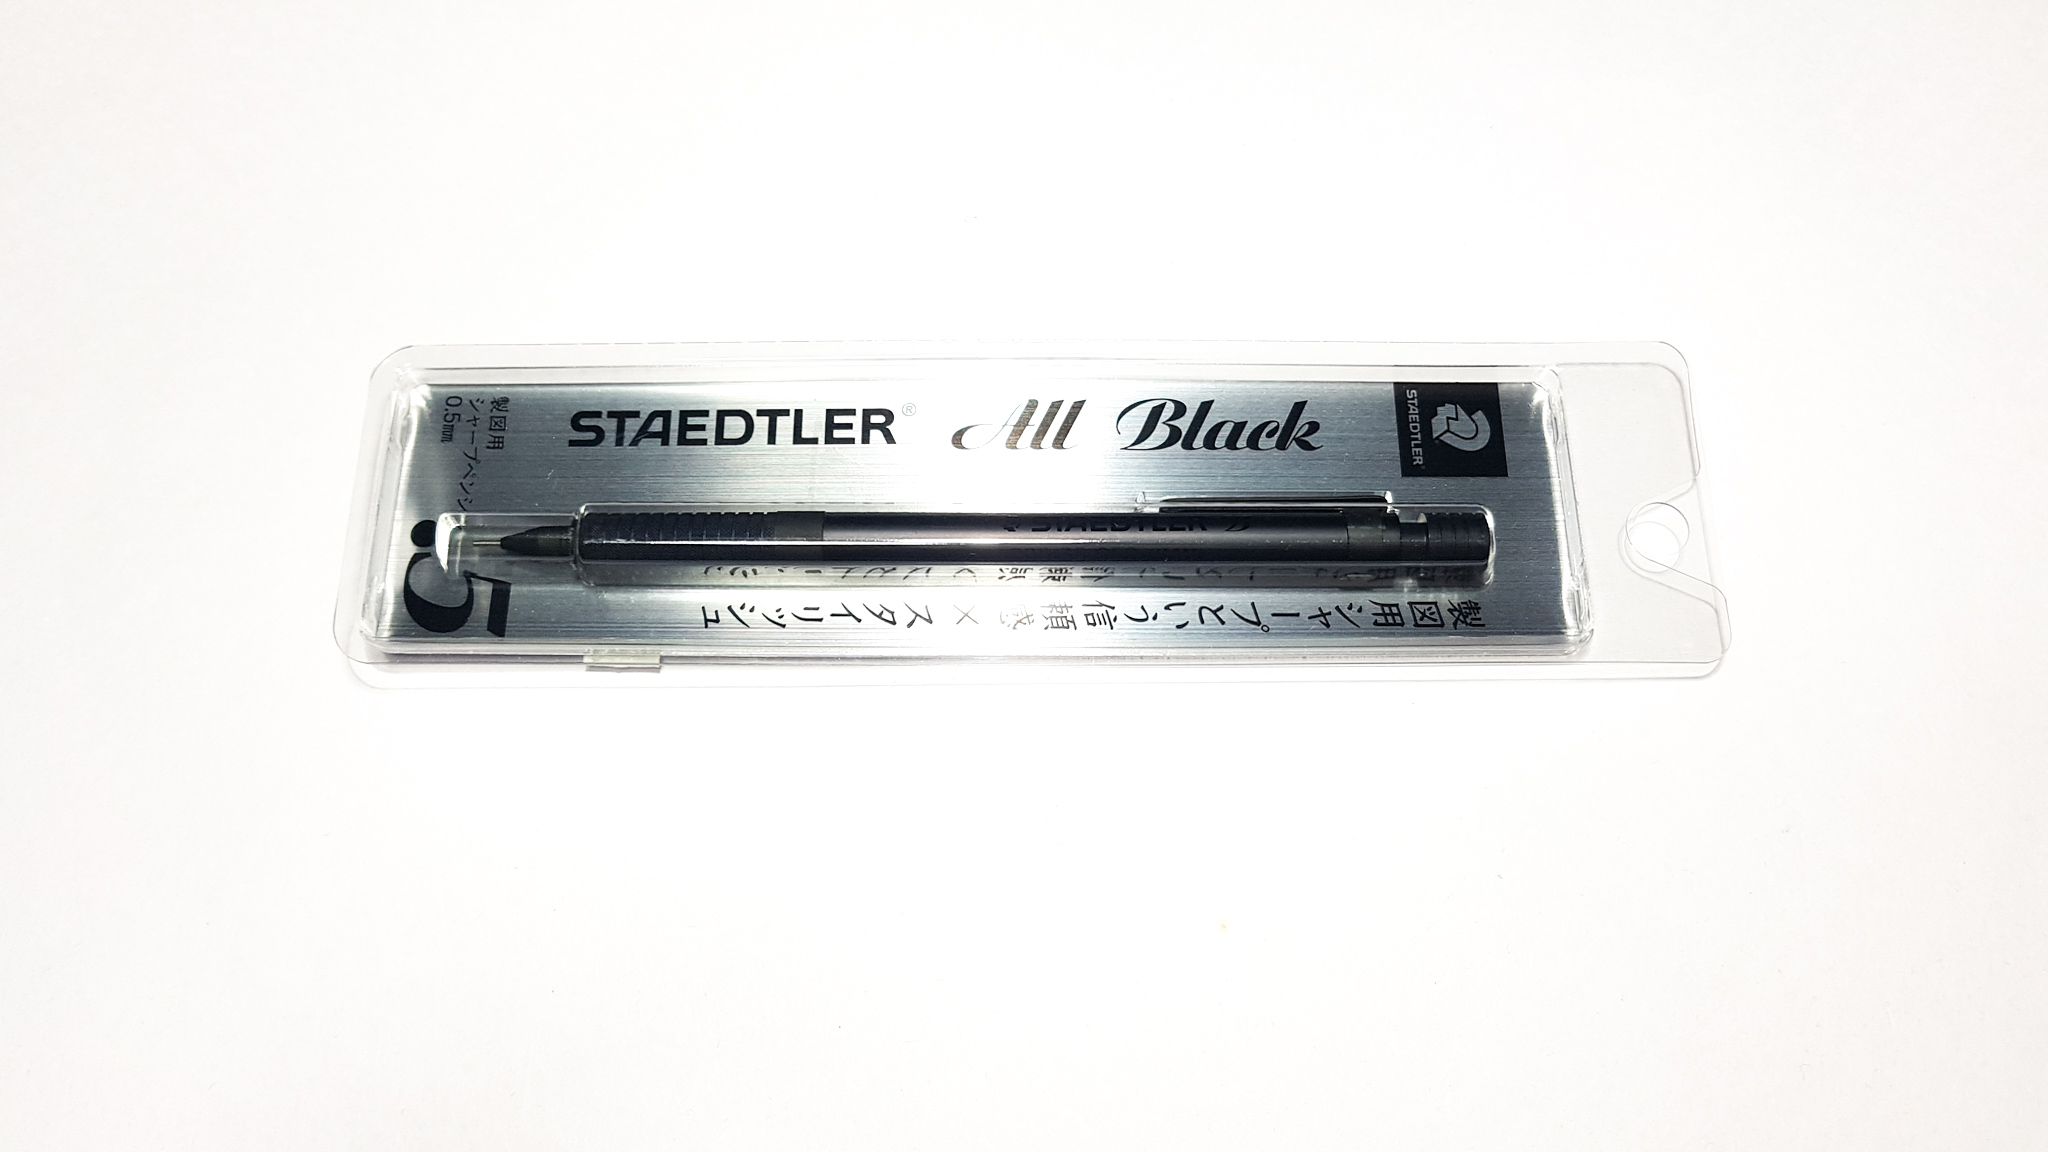 STAEDTLER® All Black
STAEDTLER
製図用
シャープペンシ
0.5mm
.5
STAEDTLER
製図用シャープという信頼感×スタイリッシュ